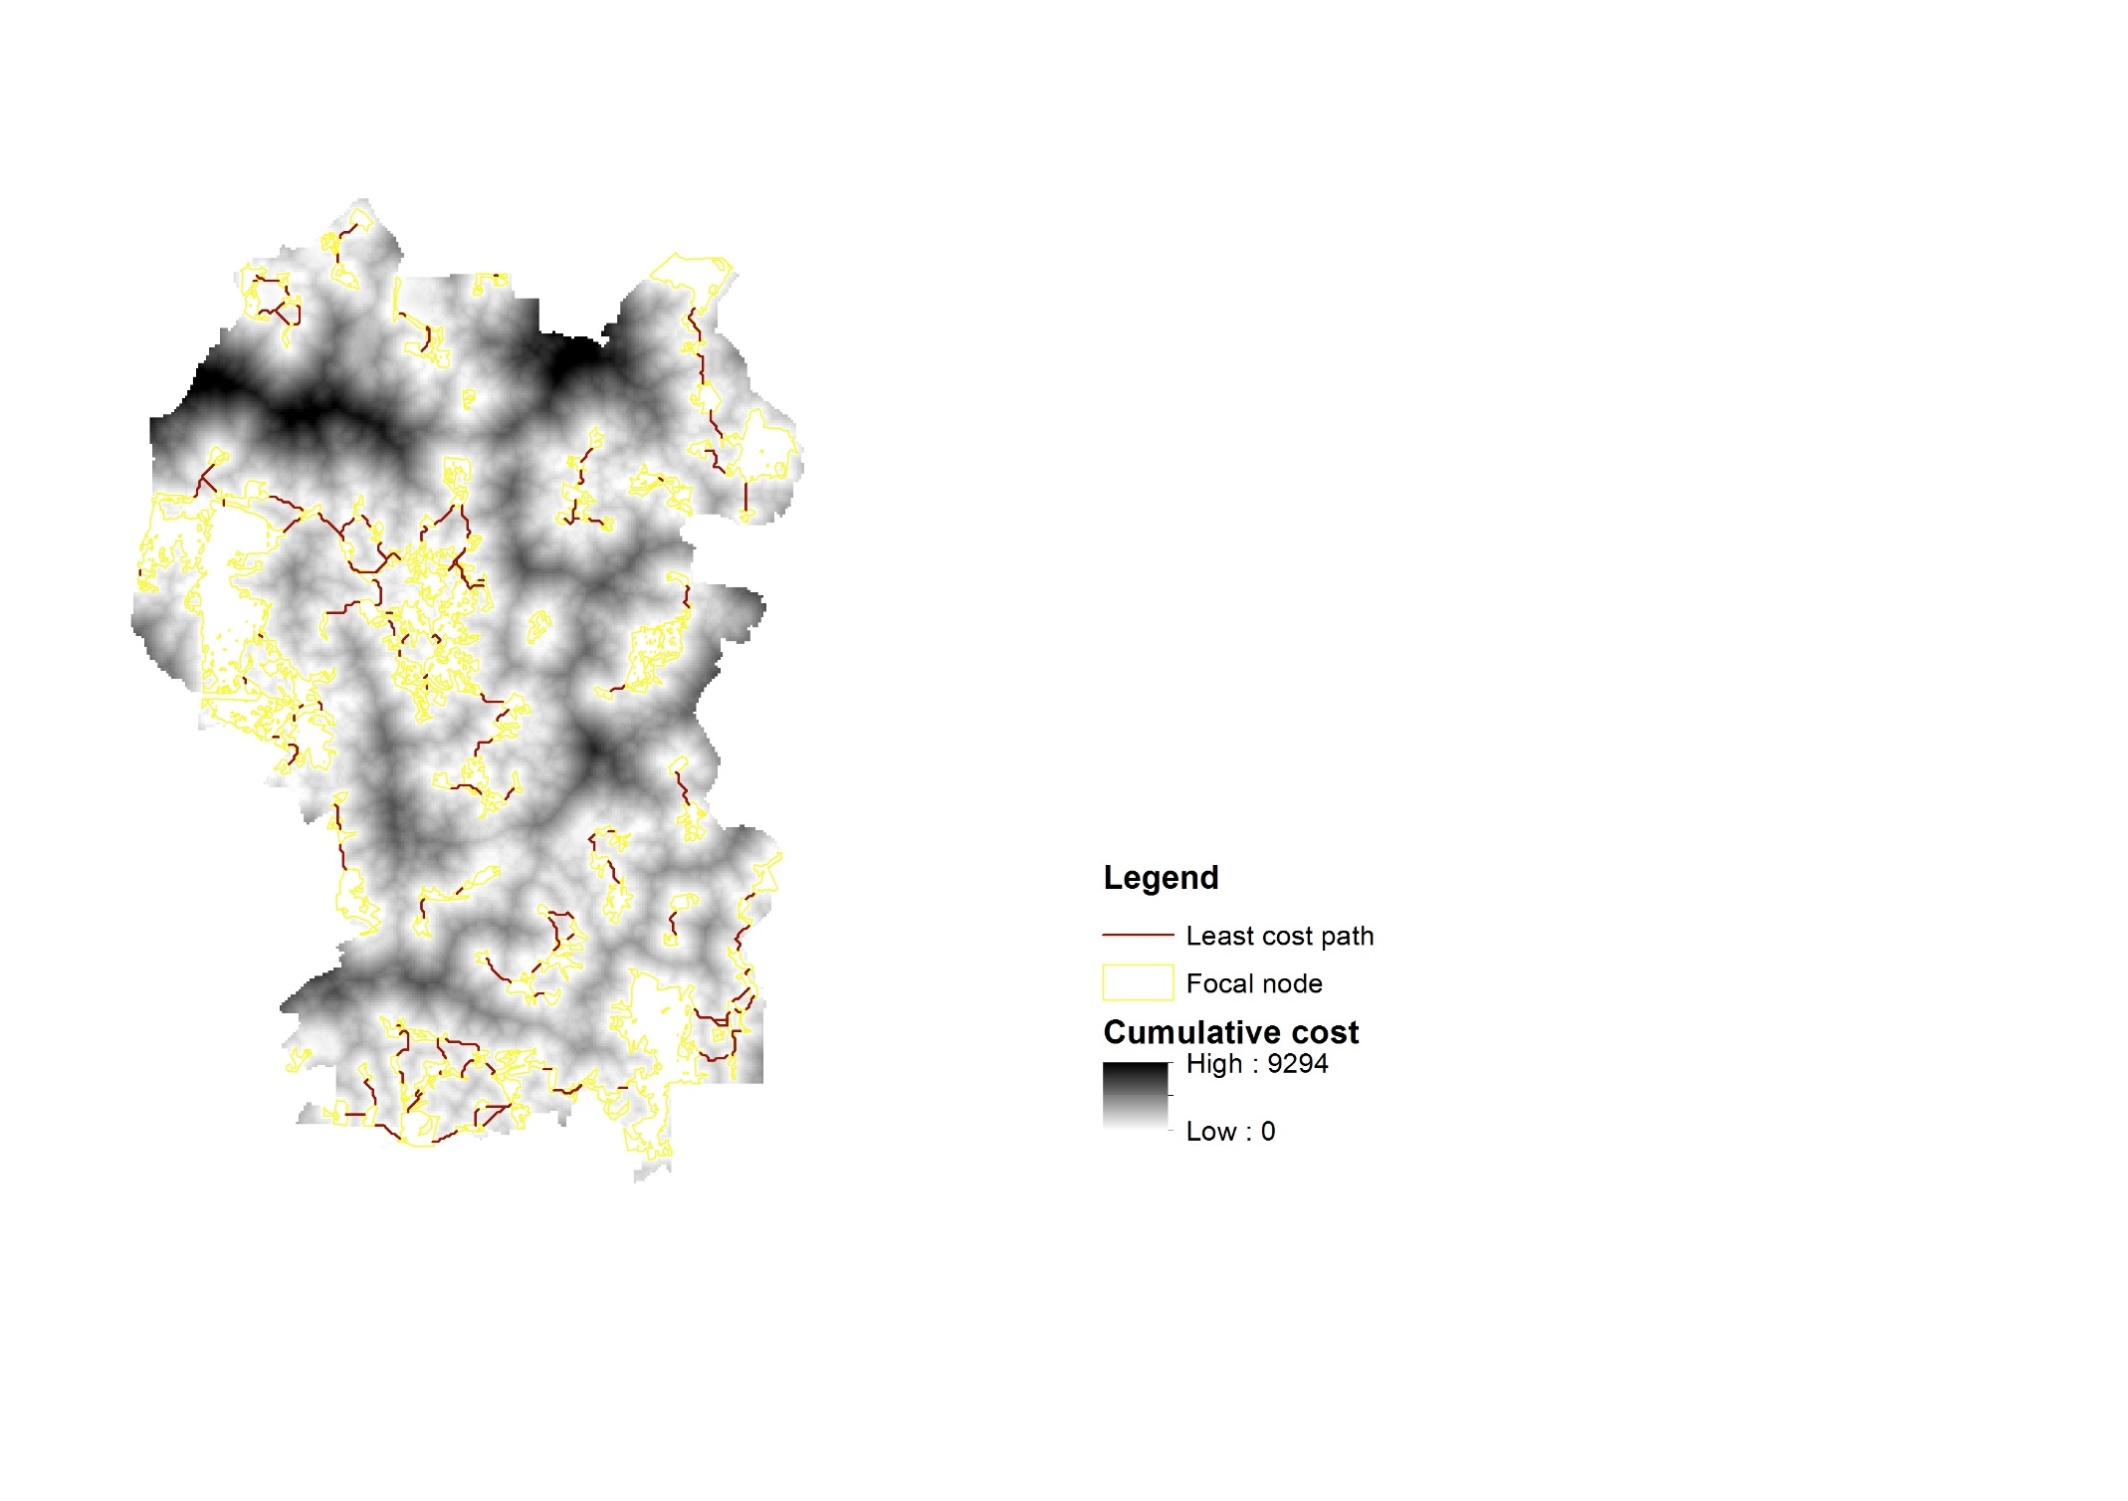 Legend
Least cost path
Focal node
Cumulative cost
High : 9294
Low : 0